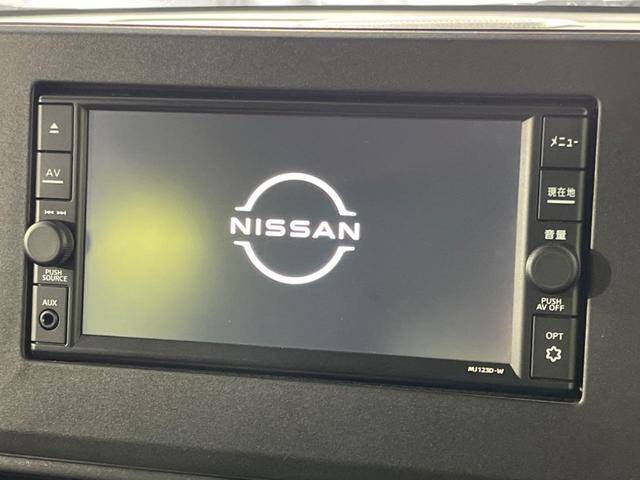 AV
PUSH
SOURCE
AUX
NISSAN
メニュー
現在地
音量
PUSH
AV OFF
OPT
MJ123D-W